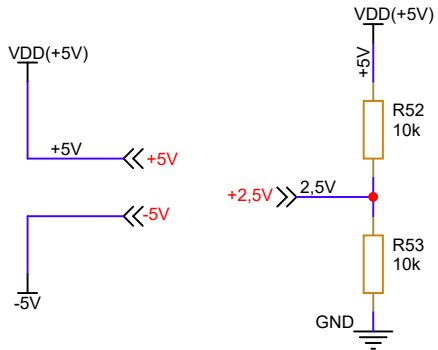 VDD(+5V)
+5V
+5V
-5V
-5V
VDD(+5V)
+5V
R52
10k
+2,5V
2,5V
R53
10k
GND